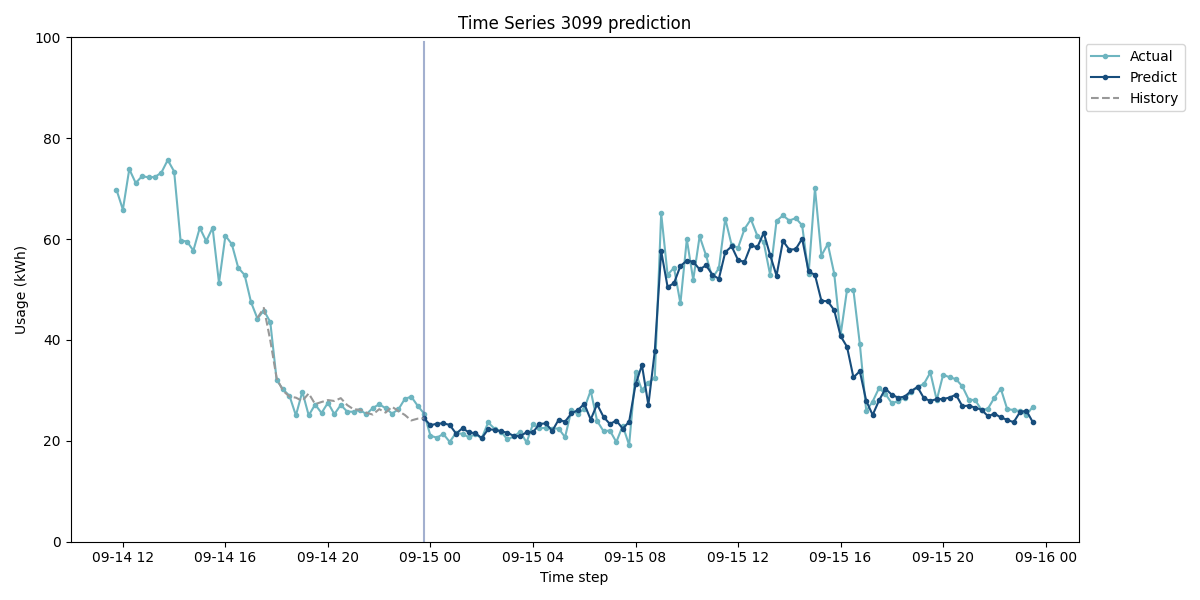 Time Series 3099 prediction
100
80
60
40
20
0
Usage (kWh)
09-14 12
09-14 16
09-14 20
09-15 00
09-15 04
09-15 08
09-15 12
09-15 16
09-15 20
09-16 00
Time step
Actual
Predict
History